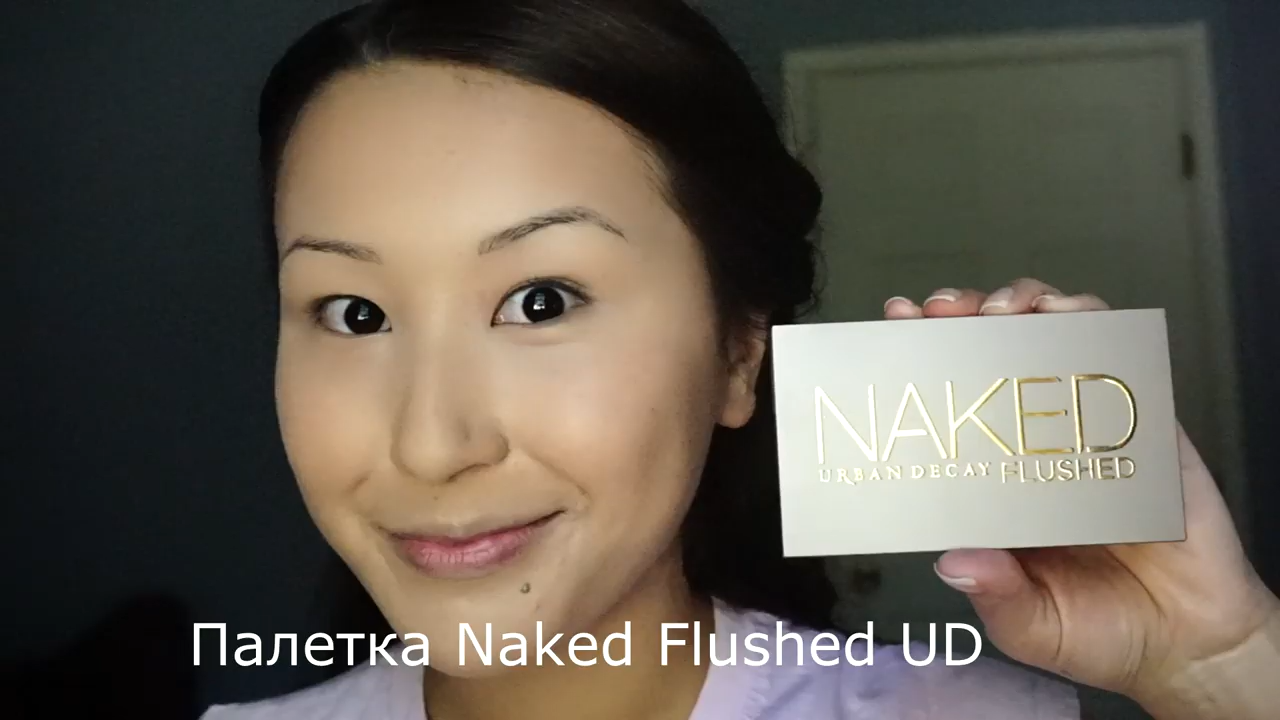 NAKED
URBAN DECAY FLUSHED
Палетка Naked Flushed UD